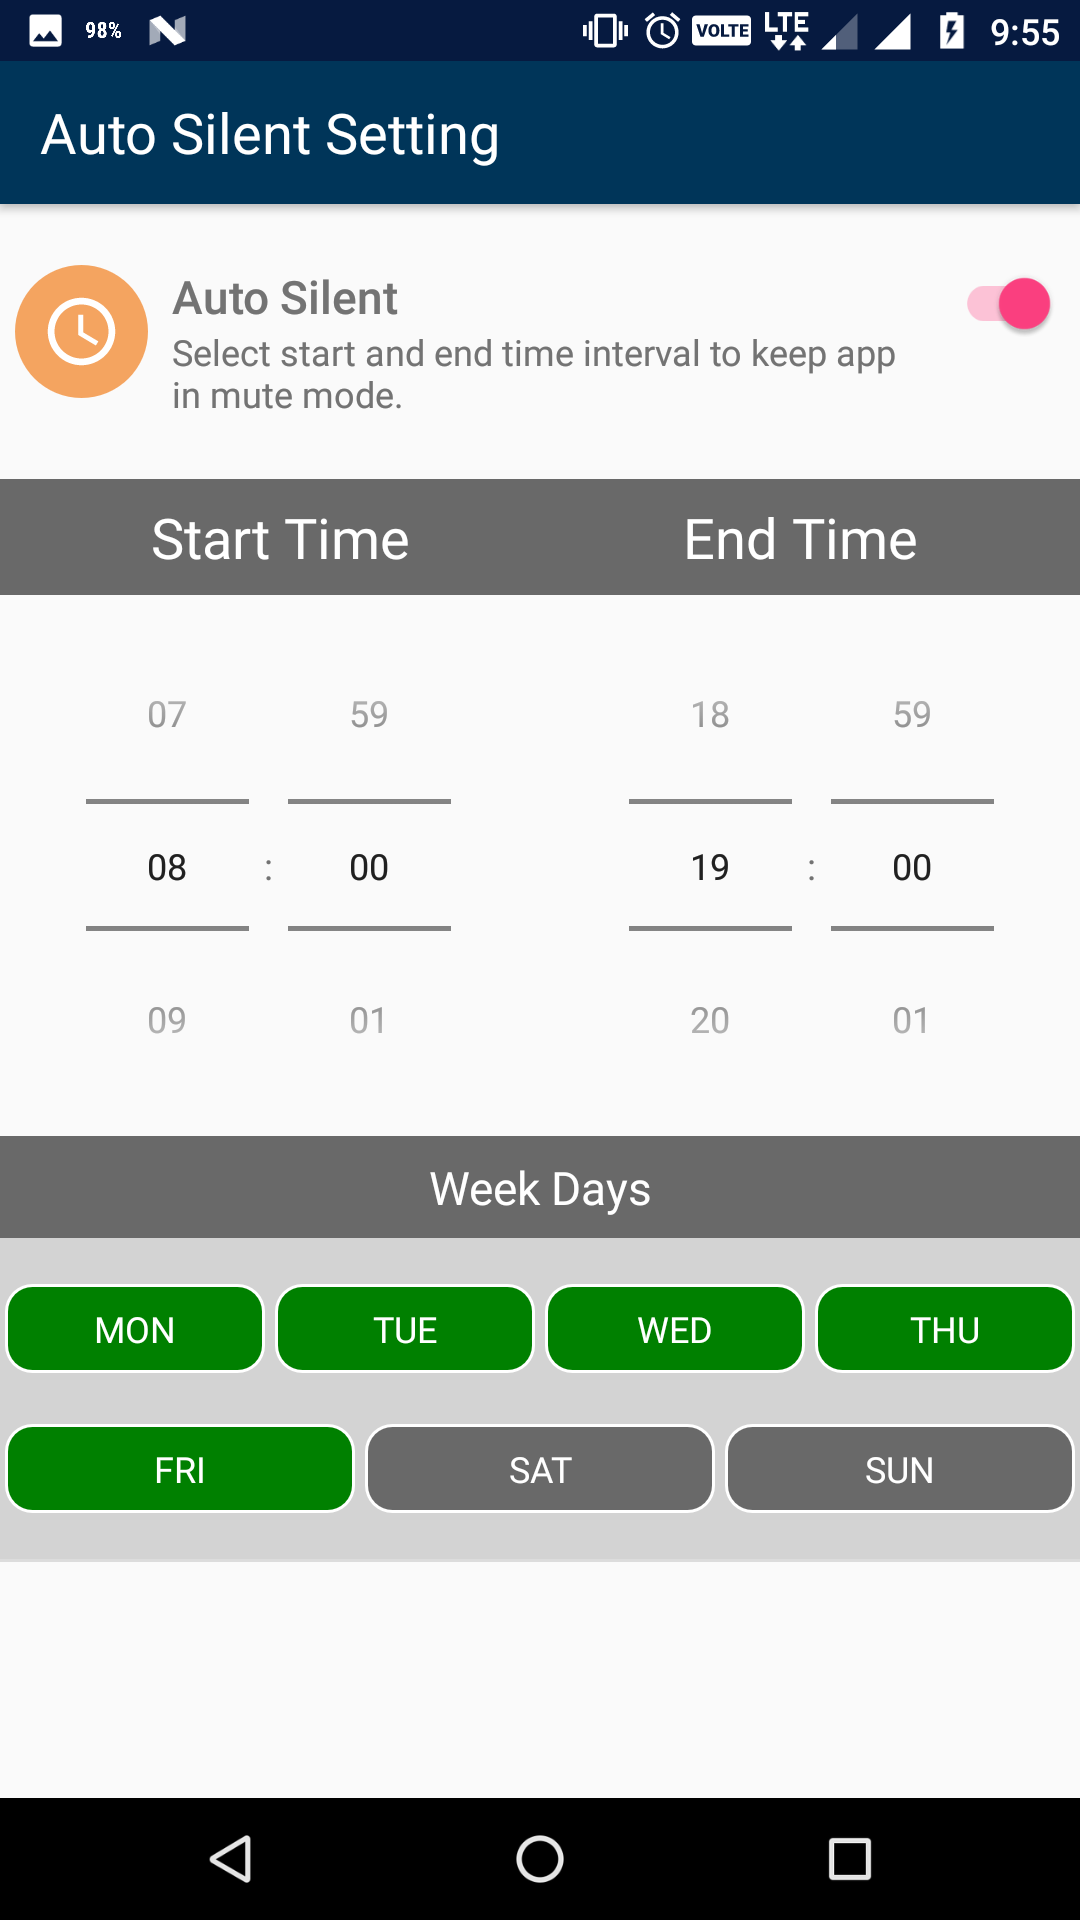 98% VOLTE LTE 9:55
Auto Silent Setting
Auto Silent
Select start and end time interval to keep app
in mute mode.
Start Time End Time
07 59 18 59
08 : 00 19 : 00
09 01 20 01
Week Days
MON TUE WED THU
FRI SAT SUN